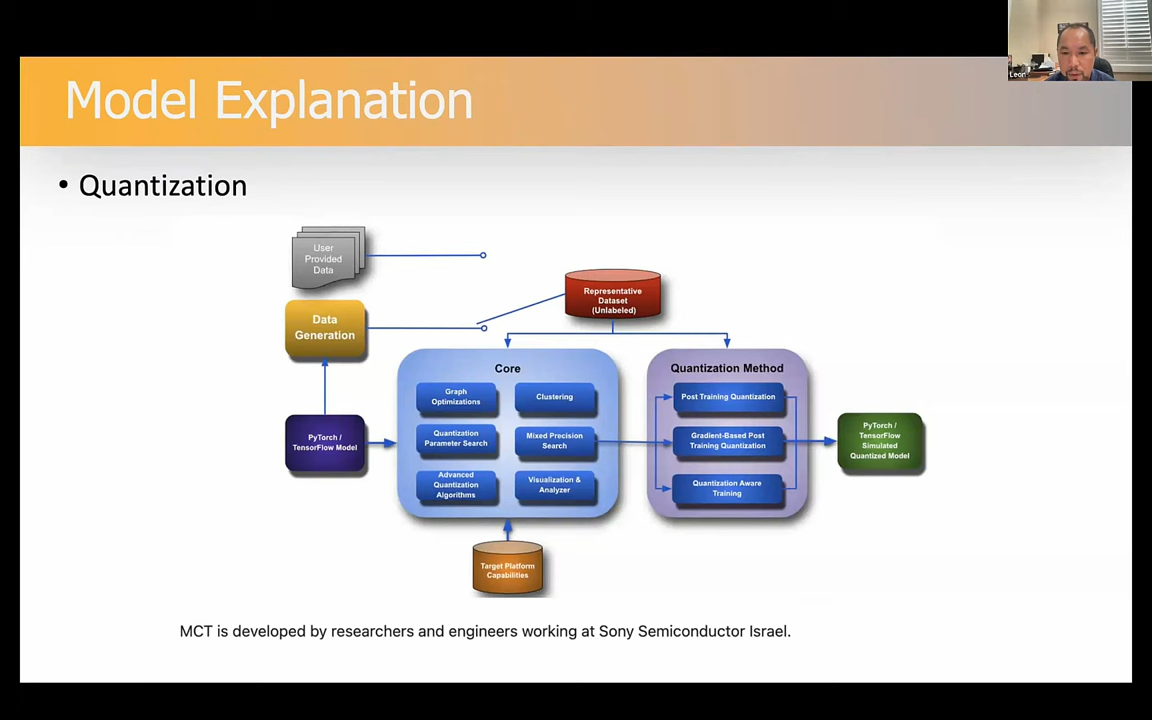 Leon
Model Explanation
• Quantization
User
Provided
Data
Data
Generation
PyTorch /
TensorFlow Model
Representative
Dataset
(Unlabeled)
Core
Graph
Optimizations
Clustering
Quantization
Parameter Search
Mixed Precision
Search
Advanced
Quantization
Algorithms
Visualization &
Analyzer
Target Platform
Capabilities
Quantization Method
Post Training Quantization
Gradient-Based Post
Training Quantization
Quantization Aware
Training
PyTorch /
TensorFlow
Simulated
Quantized Model
MCT is developed by researchers and engineers working at Sony Semiconductor Israel.